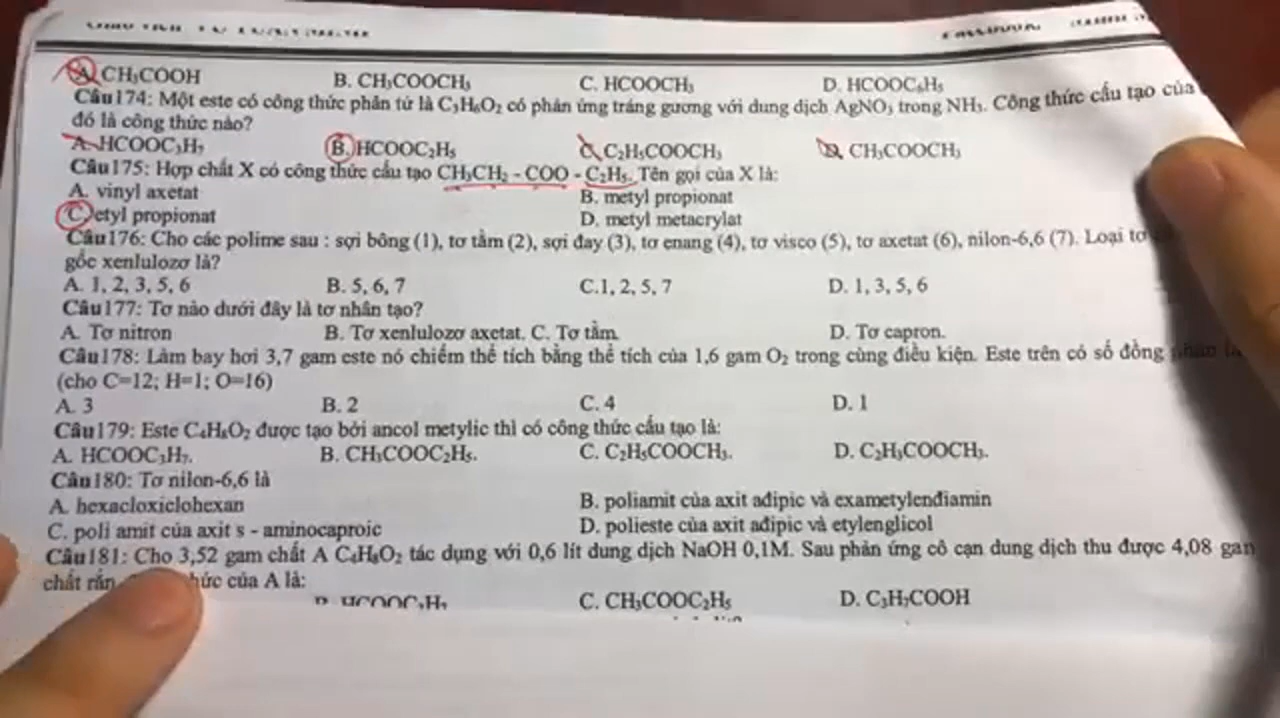 A. CH₃COOH B. CH₃COOCH₃ C. HCOOCH₃ D. HCOOC₆H₅
Câu174: Một este có công thức phân tử là C₃H₆O₂ có phản ứng tráng gương với dung dịch AgNO₃ trong NH₃. Công thức cấu tạo của
đó là công thức nào?
A. HCOOC₃H₇ B. HCOOC₂H₅ C. C₂H₅COOCH₃ D. CH₃COOCH₃
Câu175: Hợp chất X có công thức cấu tạo CH₃CH₂ - COO - C₂H₅. Tên gọi của X là:
A. vinyl axetat B. metyl propionat
C. etyl propionat D. metyl metacrylat
Câu176: Cho các polime sau : sợi bông (1), tơ tằm (2), sợi đay (3), tơ enang (4), tơ visco (5), tơ axetat (6), nilon-6,6 (7). Loại tơ
gốc xenlulozơ là?
A. 1, 2, 3, 5, 6 B. 5, 6, 7 C.1, 2, 5, 7 D. 1, 3, 5, 6
Câu177: Tơ nào dưới đây là tơ nhân tạo?
A. Tơ nitron B. Tơ xenlulozơ axetat. C. Tơ tằm D. Tơ capron.
Câu178: Làm bay hơi 3,7 gam este nó chiếm thể tích bằng thể tích của 1,6 gam O₂ trong cùng điều kiện. Este trên có số đồng phân
(cho C=12; H=1; O=16)
A. 3 B. 2 C. 4 D. 1
Câu179: Este C₄H₈O₂ được tạo bởi ancol metylic thì có công thức cấu tạo là:
A. HCOOC₃H₇. B. CH₃COOC₂H₅. C. C₂H₅COOCH₃. D. C₂H₃COOCH₃.
Câu180: Tơ nilon-6,6 là
A. hexacloxiclohexan B. poliamit của axit ađipic và exametylenđiamin
C. poli amit của axit s - aminocaproic D. polieste của axit ađipic và etylenglicol
Câu181: Cho 3,52 gam chất A C₄H₈O₂ tác dụng với 0,6 lít dung dịch NaOH 0,1M. Sau phản ứng cô cạn dung dịch thu được 4,08 gan
chất rắn của A là:
C. CH₃COOC₂H₅ D. C₃H₇COOH